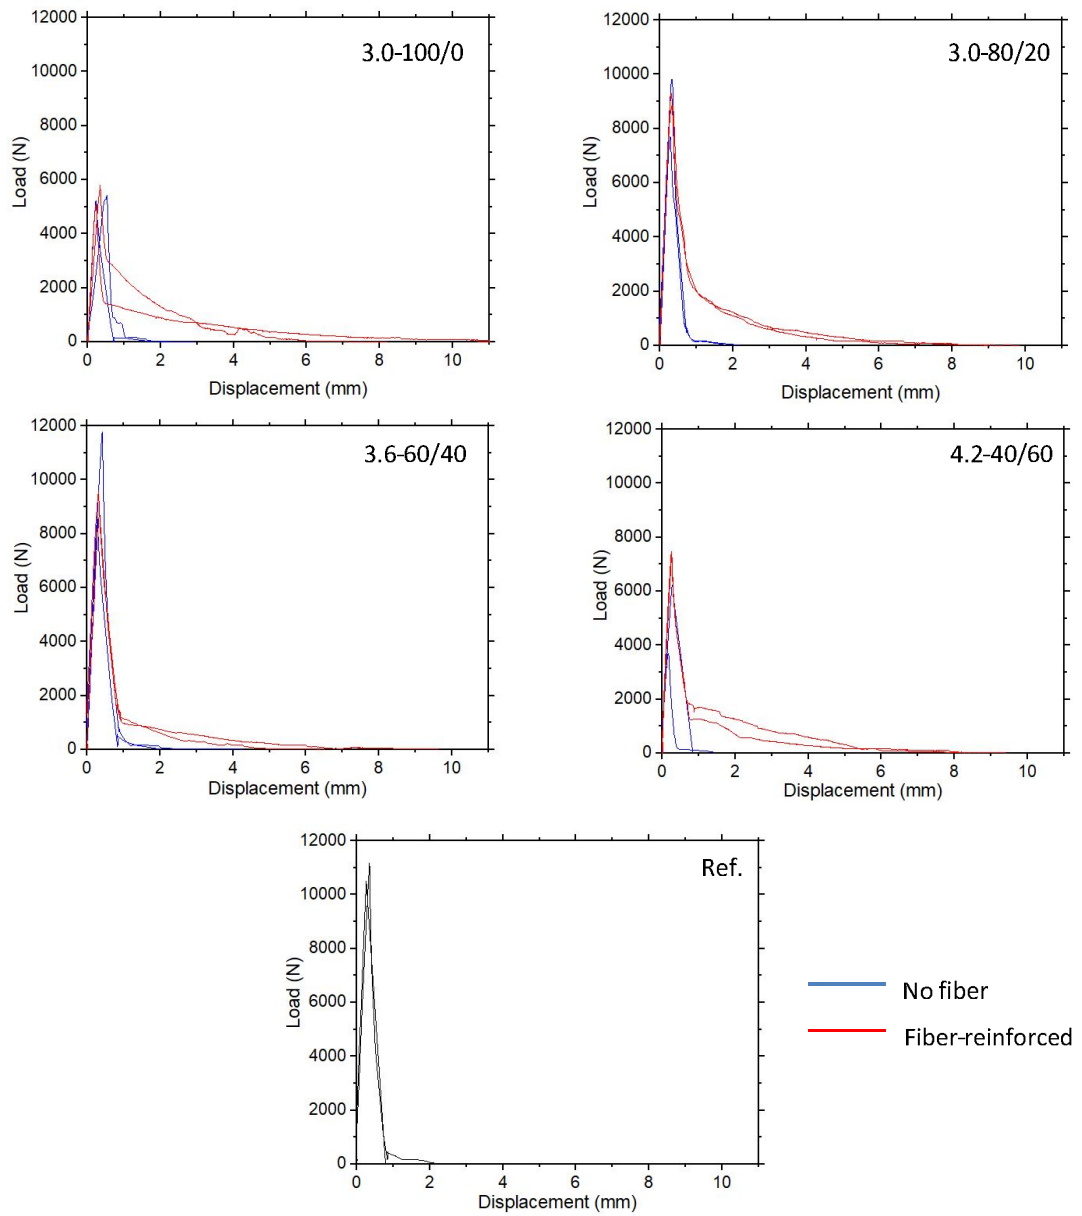 12000
10000
8000
6000
4000
2000
0
Load (N)
3.0-100/0
0 2 4 6 8 10
Displacement (mm)
12000
10000
8000
6000
4000
2000
0
Load (N)
3.0-80/20
0 2 4 6 8 10
Displacement (mm)
12000
10000
8000
6000
4000
2000
0
Load (N)
3.6-60/40
0 2 4 6 8 10
Displacement (mm)
12000
10000
8000
6000
4000
2000
0
Load (N)
4.2-40/60
0 2 4 6 8 10
Displacement (mm)
12000
10000
8000
6000
4000
2000
0
Load (N)
Ref.
0 2 4 6 8 10
Displacement (mm)
No fiber
Fiber-reinforced